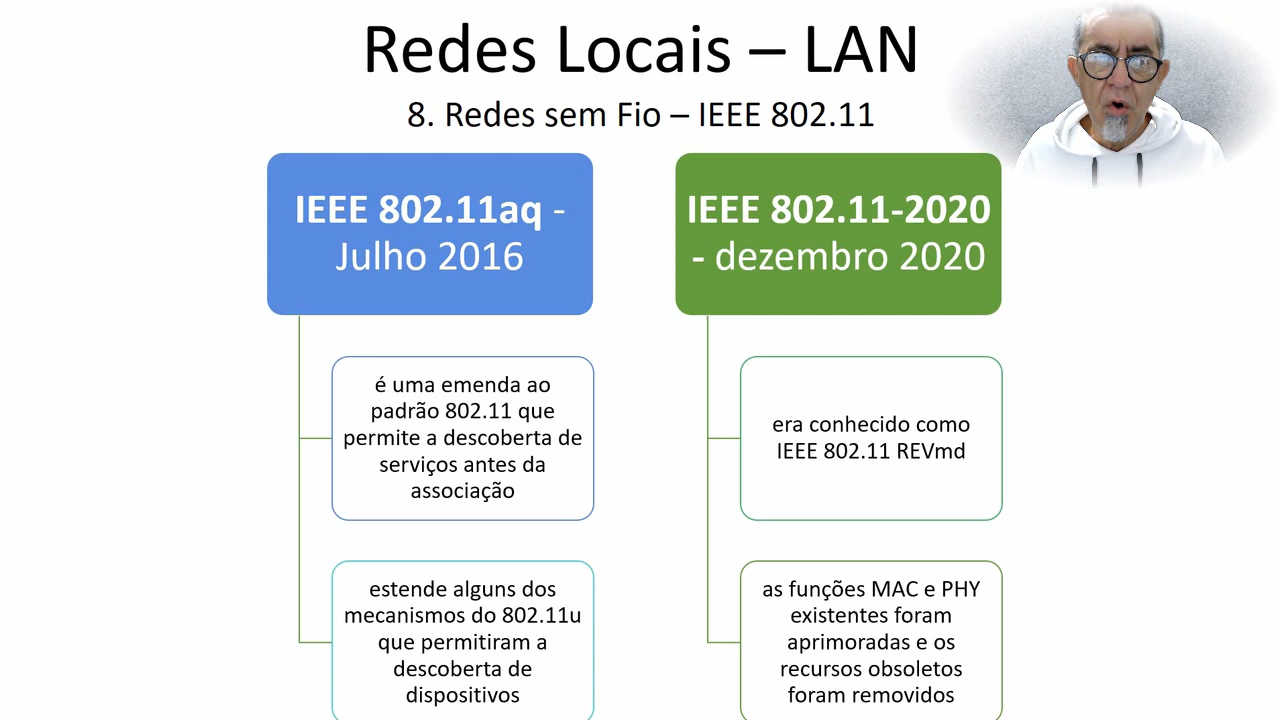 Redes Locais – LAN
8. Redes sem Fio – IEEE 802.11
IEEE 802.11aq -
Julho 2016
é uma emenda ao
padrão 802.11 que
permite a descoberta de
serviços antes da
associação
estende alguns dos
mecanismos do 802.11u
que permitiram a
descoberta de
dispositivos
IEEE 802.11-2020
- dezembro 2020
era conhecido como
IEEE 802.11 REVmd
as funções MAC e PHY
existentes foram
aprimoradas e os
recursos obsoletos
foram removidos